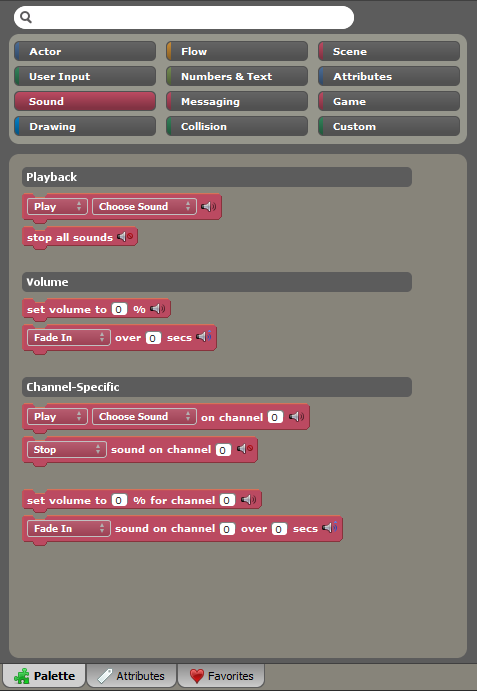 Actor Flow Scene
User Input Numbers & Text Attributes
Sound Messaging Game
Drawing Collision Custom
Playback
Play Choose Sound
stop all sounds
Volume
set volume to 0 %
Fade In over 0 secs
Channel-Specific
Play Choose Sound on channel 0
Stop sound on channel 0
set volume to 0 % for channel 0
Fade In sound on channel 0 over 0 secs
Palette Attributes Favorites